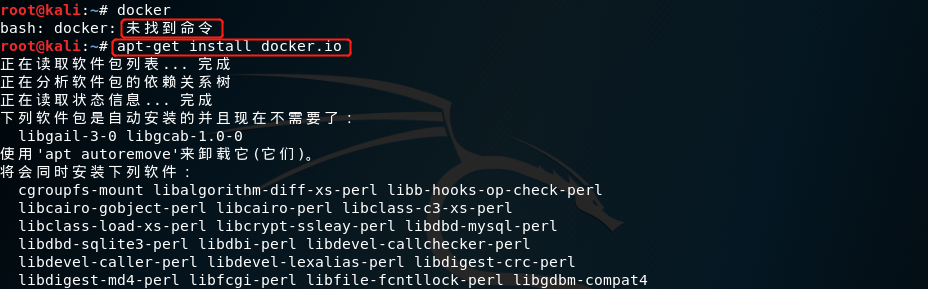 root@kali:~# docker
bash: docker: 未找到命令
root@kali:~# apt-get install docker.io
正在读取软件包列表... 完成
正在分析软件包的依赖关系树
正在读取状态信息... 完成
下列软件包是自动安装的并且现在不需要了：
  libgail-3-0 libgcab-1.0-0
使用'apt autoremove'来卸载它(它们)。
将会同时安装下列软件：
  cgroupfs-mount libalgorithm-diff-xs-perl libb-hooks-op-check-perl
  libcairo-gobject-perl libcairo-perl libclass-c3-xs-perl
  libclass-load-xs-perl libcrypt-ssleay-perl libdbd-mysql-perl
  libdbd-sqlite3-perl libdbi-perl libdevel-callchecker-perl
  libdevel-caller-perl libdevel-lexalias-perl libdigest-crc-perl
  libdigest-md4-perl libfcgi-perl libfile-fcntllock-perl libgdbm-compat4